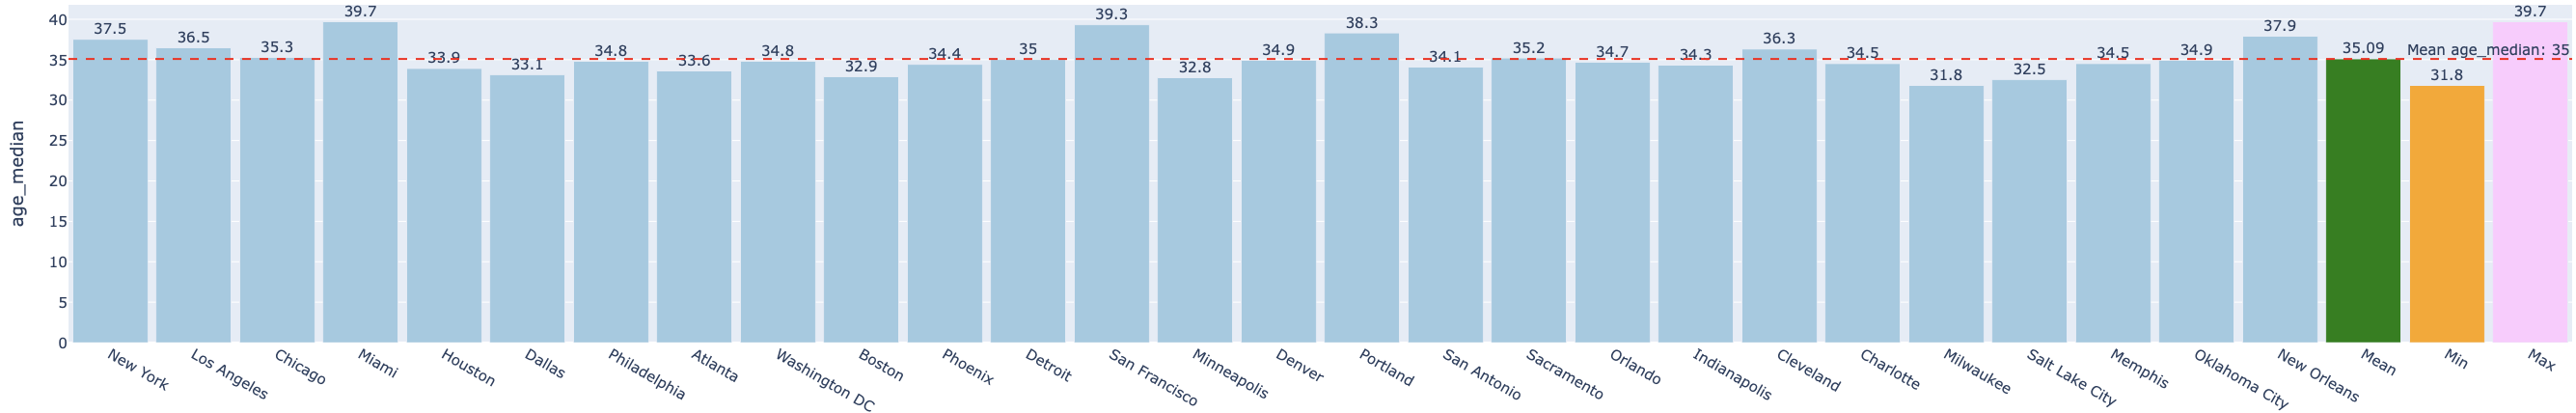 age_median
40
35
30
25
20
15
10
5
0
37.5
36.5
35.3
39.7
33.9
33.1
34.8
33.6
34.8
32.9
34.4
35
39.3
32.8
34.9
38.3
34.1
35.2
34.7
34.3
36.3
34.5
31.8
32.5
34.5
34.9
37.9
35.09
31.8
39.7
Mean age_median: 35
New York
Los Angeles
Chicago
Miami
Houston
Dallas
Philadelphia
Atlanta
Washington DC
Boston
Phoenix
Detroit
San Francisco
Minneapolis
Denver
Portland
San Antonio
Sacramento
Orlando
Indianapolis
Cleveland
Charlotte
Milwaukee
Salt Lake City
Memphis
Oklahoma City
New Orleans
Mean
Min
Max